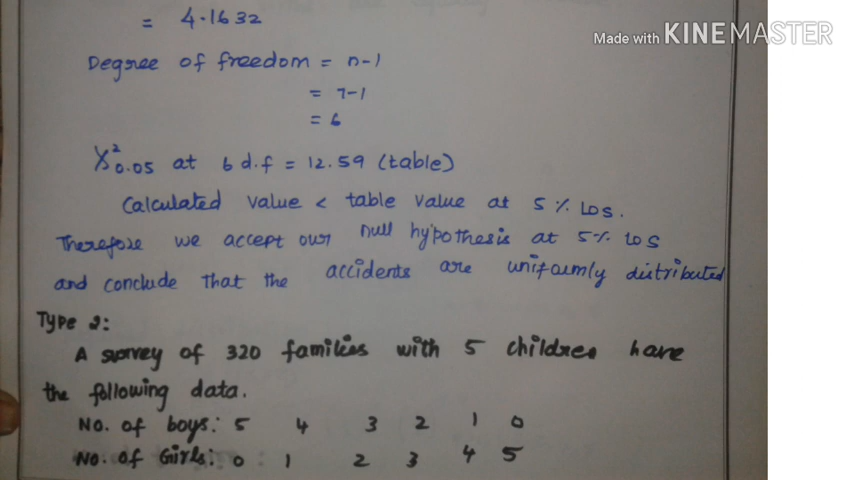 = 4.1632
Made with KINEMASTER
Degree of freedom = n-1
= 7-1
= 6
χ²0.05 at 6 d.f = 12.59 (table)
Calculated value < table value at 5% LOS.
Therefore we accept our null hypothesis at 5% LOS
and conclude that the accidents are uniformly distributed
Type 2:
A survey of 320 families with 5 children have
the following data.
No. of boys: 5 4 3 2 1 0
No. of Girls: 0 1 2 3 4 5